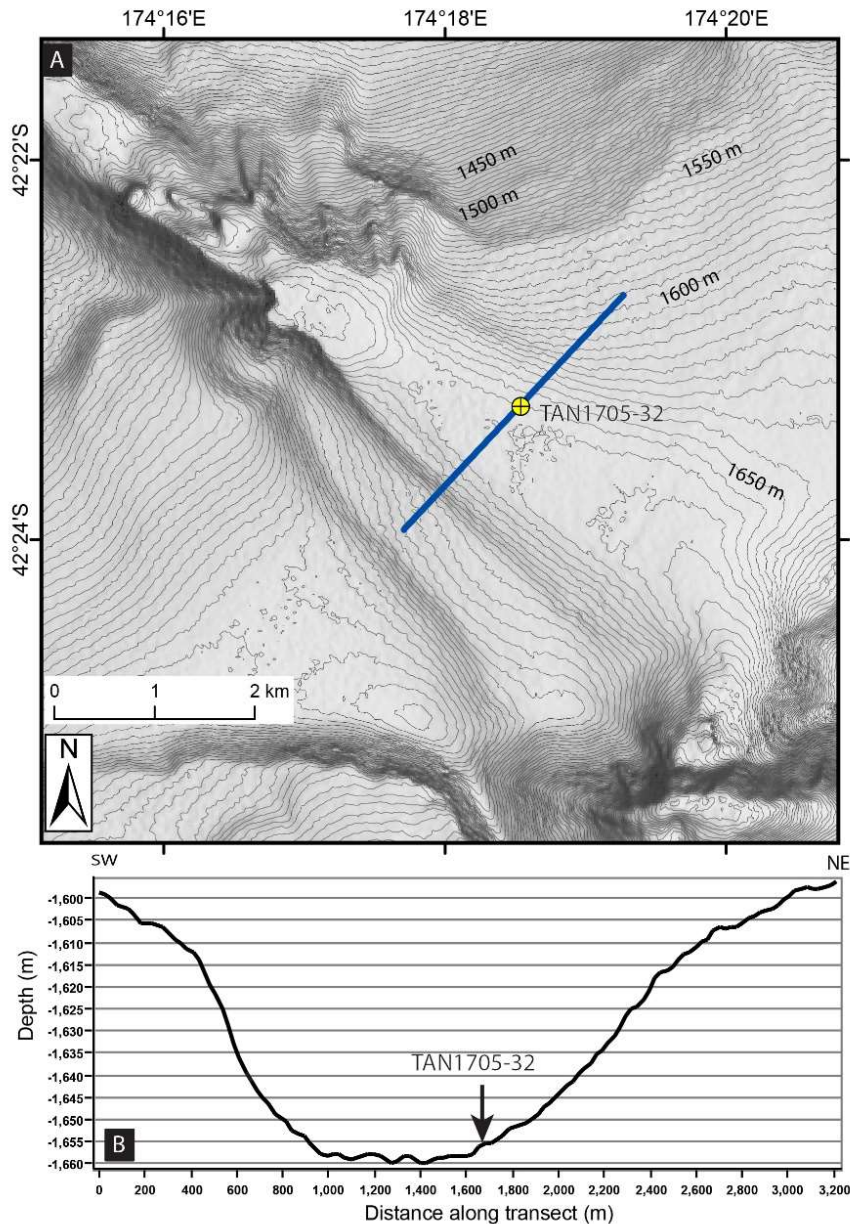 174°16'E 174°18'E 174°20'E
A
42°22'S
1450 m
1500 m
1550 m
1600 m
TAN1705-32
1650 m
42°24'S
0 1 2 km
N
SW NE
-1,600
-1,605
-1,610
-1,615
-1,620
-1,625
-1,630
-1,635
-1,640
-1,645
-1,650
-1,655
-1,660
Depth (m)
TAN1705-32
B
0 200 400 600 800 1,000 1,200 1,400 1,600 1,800 2,000 2,200 2,400 2,600 2,800 3,000 3,200
Distance along transect (m)